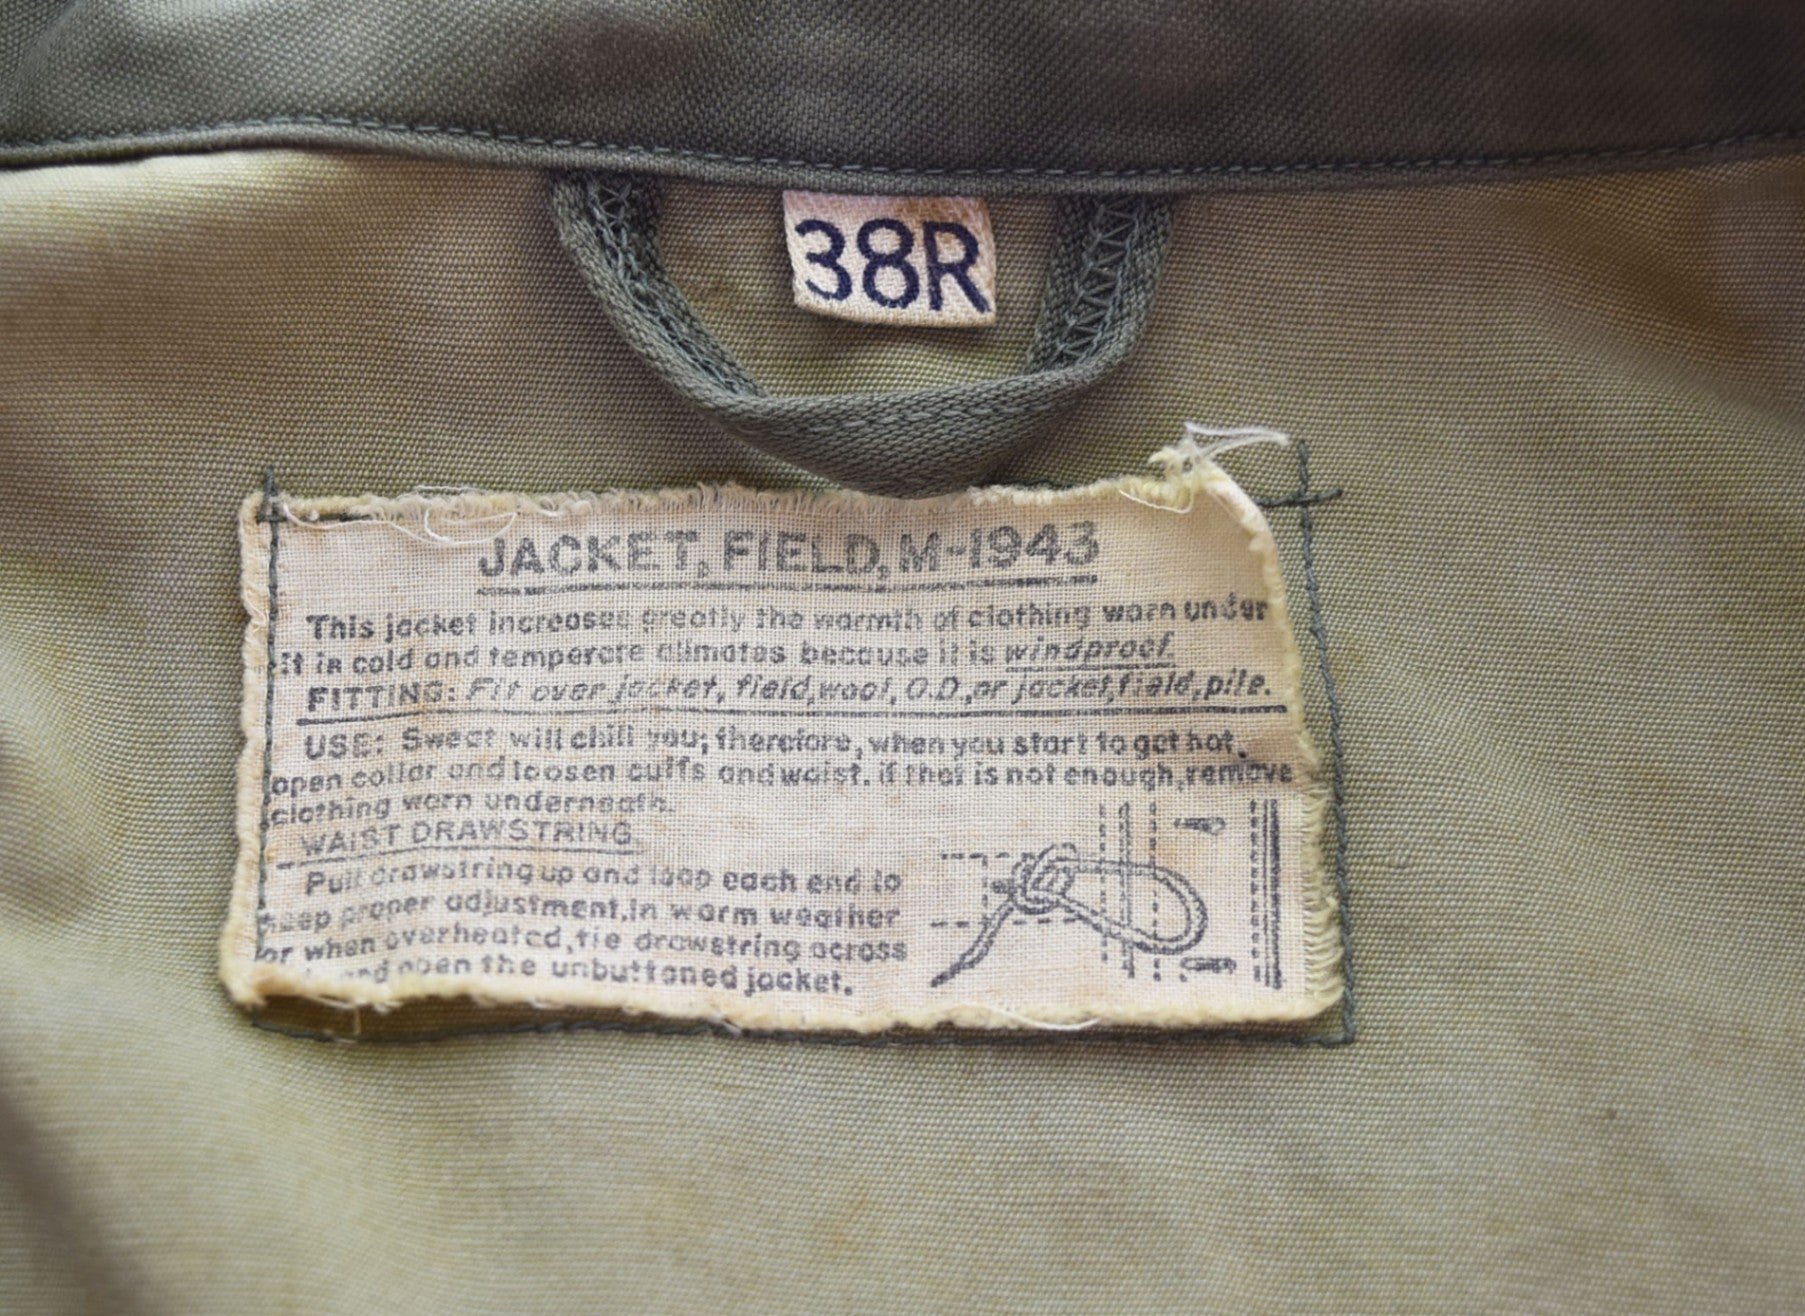 38R
JACKET, FIELD, M-1943
This jacket increases greatly the warmth of clothing worn under
it in cold and temperate climates because it is windproof.
FITTING: Fit over jacket, field, wool, O.D., or jacket, field, pile.
USE: Sweat will chill you; therefore, when you start to get hot,
open collar and loosen cuffs and waist. If that is not enough, remove
clothing worn underneath.
WAIST DRAWSTRING
Pull drawstring up and loop each end to
keep proper adjustment. In warm weather
or when overheated, tie drawstring across
and open the unbuttoned jacket.